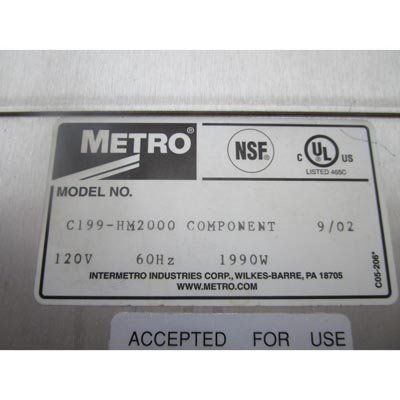 METRO®
NSF®
C UL® US
LISTED 465C
MODEL NO.
C199-HM2000 COMPONENT 9/02
120V 60Hz 1990W
INTERMETRO INDUSTRIES CORP., WILKES-BARRE, PA 18705
WWW.METRO.COM
C05-206*
ACCEPTED FOR USE